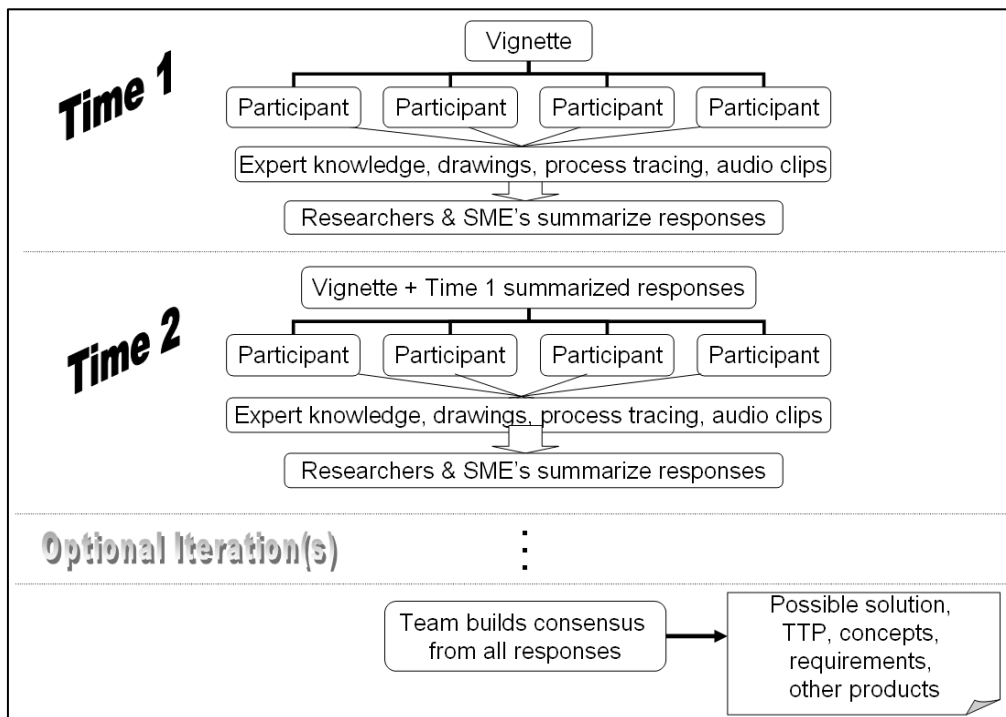 Time 1
Vignette
Participant Participant Participant Participant
Expert knowledge, drawings, process tracing, audio clips
Researchers & SME's summarize responses
Time 2
Vignette + Time 1 summarized responses
Participant Participant Participant Participant
Expert knowledge, drawings, process tracing, audio clips
Researchers & SME's summarize responses
Optional Iteration(s)
Team builds consensus
from all responses
Possible solution,
TTP, concepts,
requirements,
other products